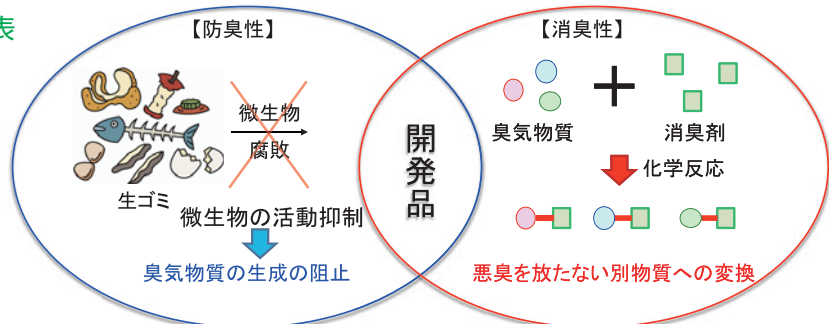 表
【防臭性】
微生物
腐敗
生ゴミ
微生物の活動抑制
臭気物質の生成の阻止
開発品
【消臭性】
臭気物質
消臭剤
化学反応
悪臭を放たない別物質への変換